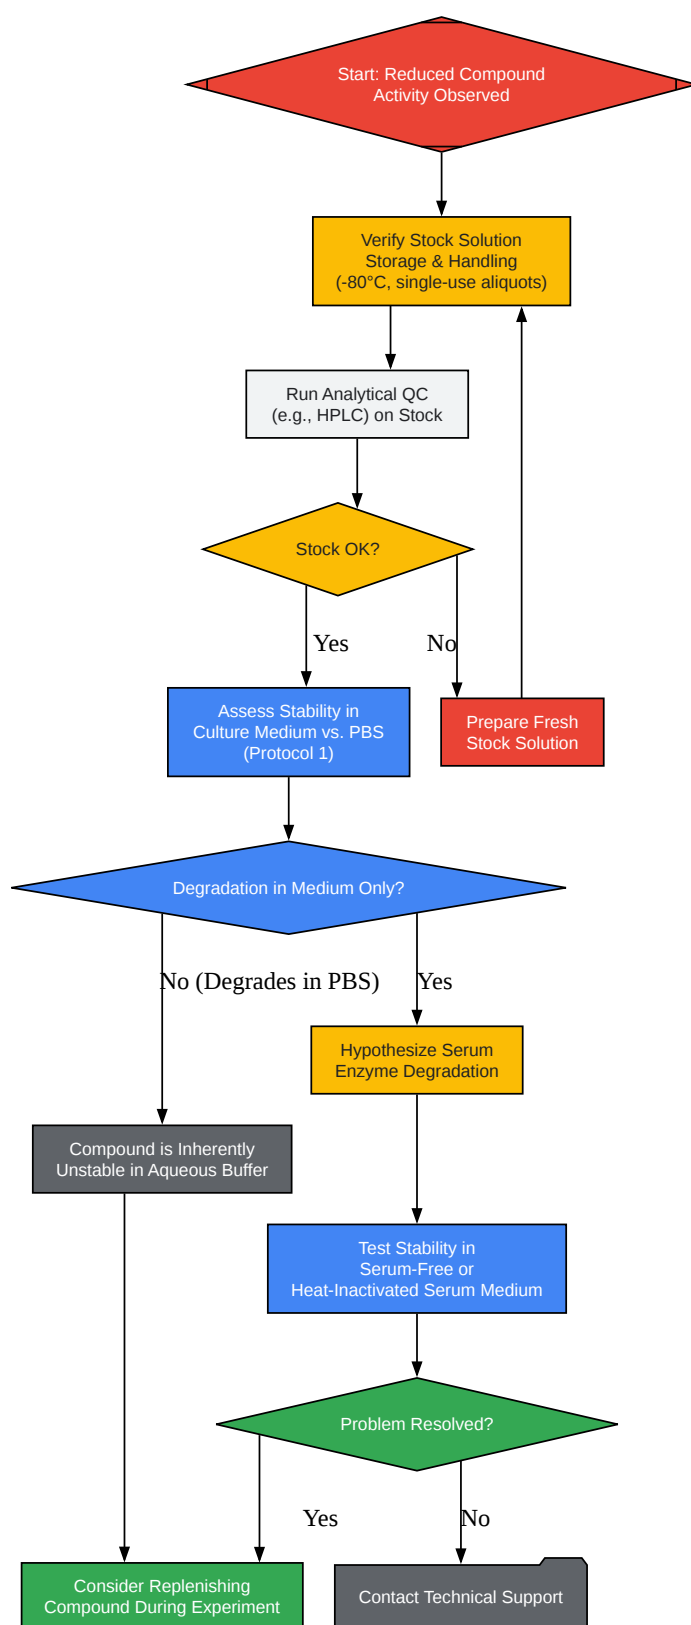 Start: Reduced Compound
Activity Observed
Verify Stock Solution
Storage & Handling
(-80°C, single-use aliquots)
Run Analytical QC
(e.g., HPLC) on Stock
Stock OK?
Yes
No
Assess Stability in
Culture Medium vs. PBS
(Protocol 1)
Prepare Fresh
Stock Solution
Degradation in Medium Only?
No (Degrades in PBS)
Yes
Hypothesize Serum
Enzyme Degradation
Compound is Inherently
Unstable in Aqueous Buffer
Test Stability in
Serum-Free or
Heat-Inactivated Serum Medium
Problem Resolved?
Yes
No
Consider Replenishing
Compound During Experiment
Contact Technical Support